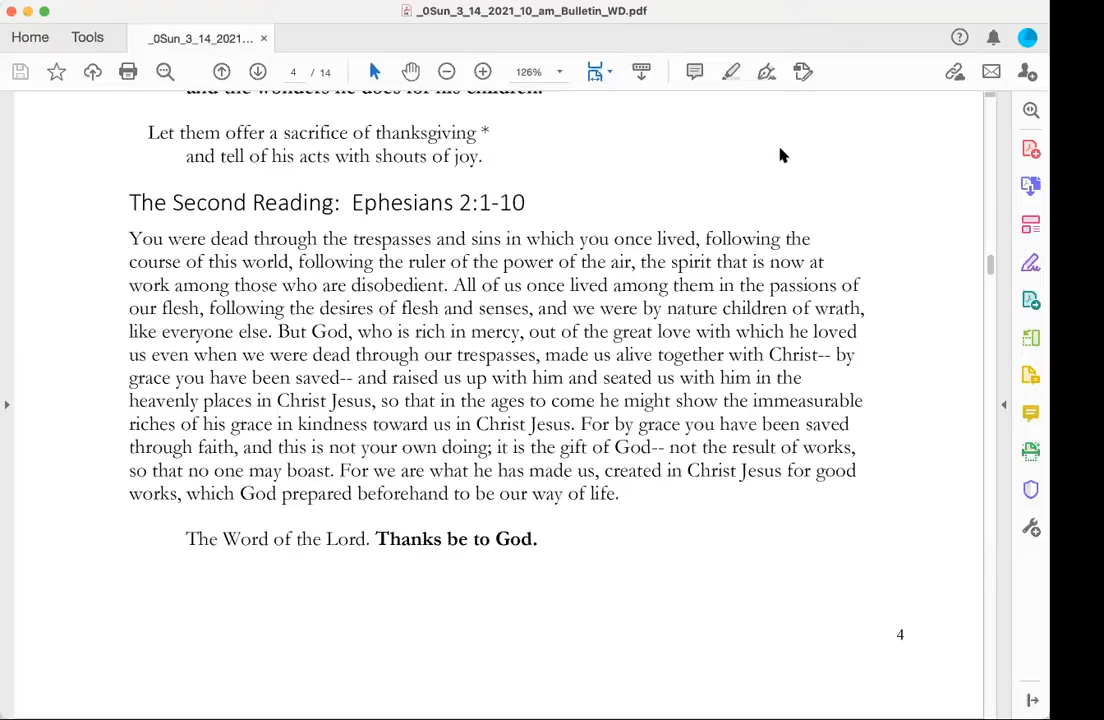 _0Sun_3_14_2021_10_am_Bulletin_WD.pdf
Home Tools _0Sun_3_14_2021... ×
4 / 14 126%
and the wonders he does for his children.
Let them offer a sacrifice of thanksgiving *
and tell of his acts with shouts of joy.
The Second Reading: Ephesians 2:1-10
You were dead through the trespasses and sins in which you once lived, following the
course of this world, following the ruler of the power of the air, the spirit that is now at
work among those who are disobedient. All of us once lived among them in the passions of
our flesh, following the desires of flesh and senses, and we were by nature children of wrath,
like everyone else. But God, who is rich in mercy, out of the great love with which he loved
us even when we were dead through our trespasses, made us alive together with Christ-- by
grace you have been saved-- and raised us up with him and seated us with him in the
heavenly places in Christ Jesus, so that in the ages to come he might show the immeasurable
riches of his grace in kindness toward us in Christ Jesus. For by grace you have been saved
through faith, and this is not your own doing; it is the gift of God-- not the result of works,
so that no one may boast. For we are what he has made us, created in Christ Jesus for good
works, which God prepared beforehand to be our way of life.
The Word of the Lord. Thanks be to God.
4